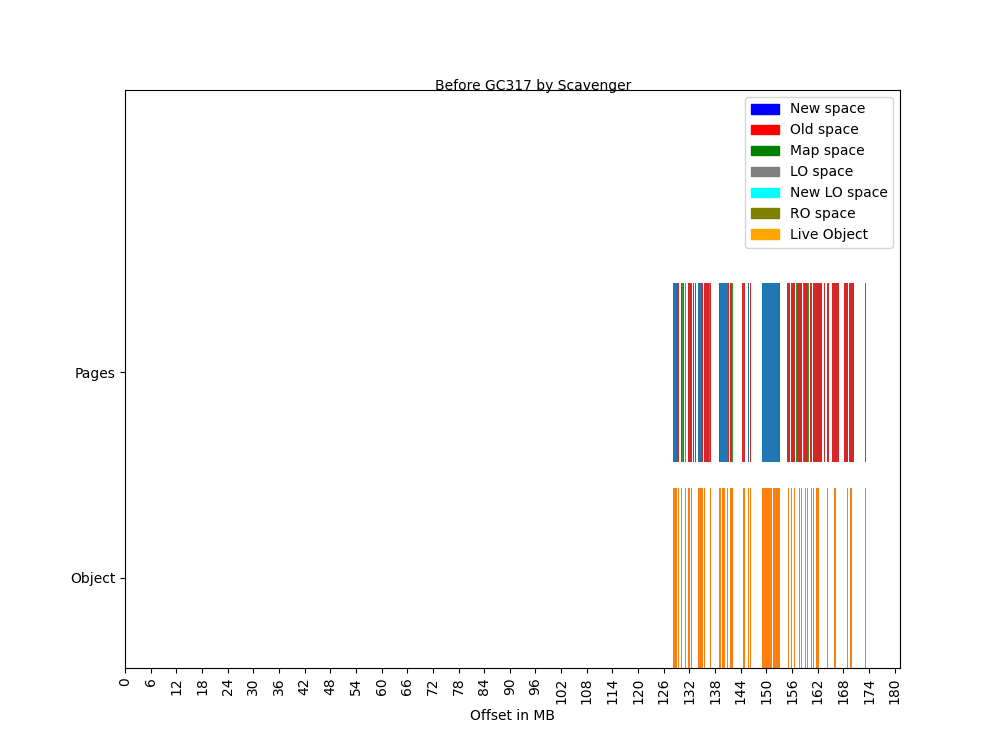 Before GC317 by Scavenger
New space
Old space
Map space
LO space
New LO space
RO space
Live Object
Pages
Object
0 6 12 18 24 30 36 42 48 54 60 66 72 78 84 90 96 102 108 114 120 126 132 138 144 150 156 162 168 174 180
Offset in MB